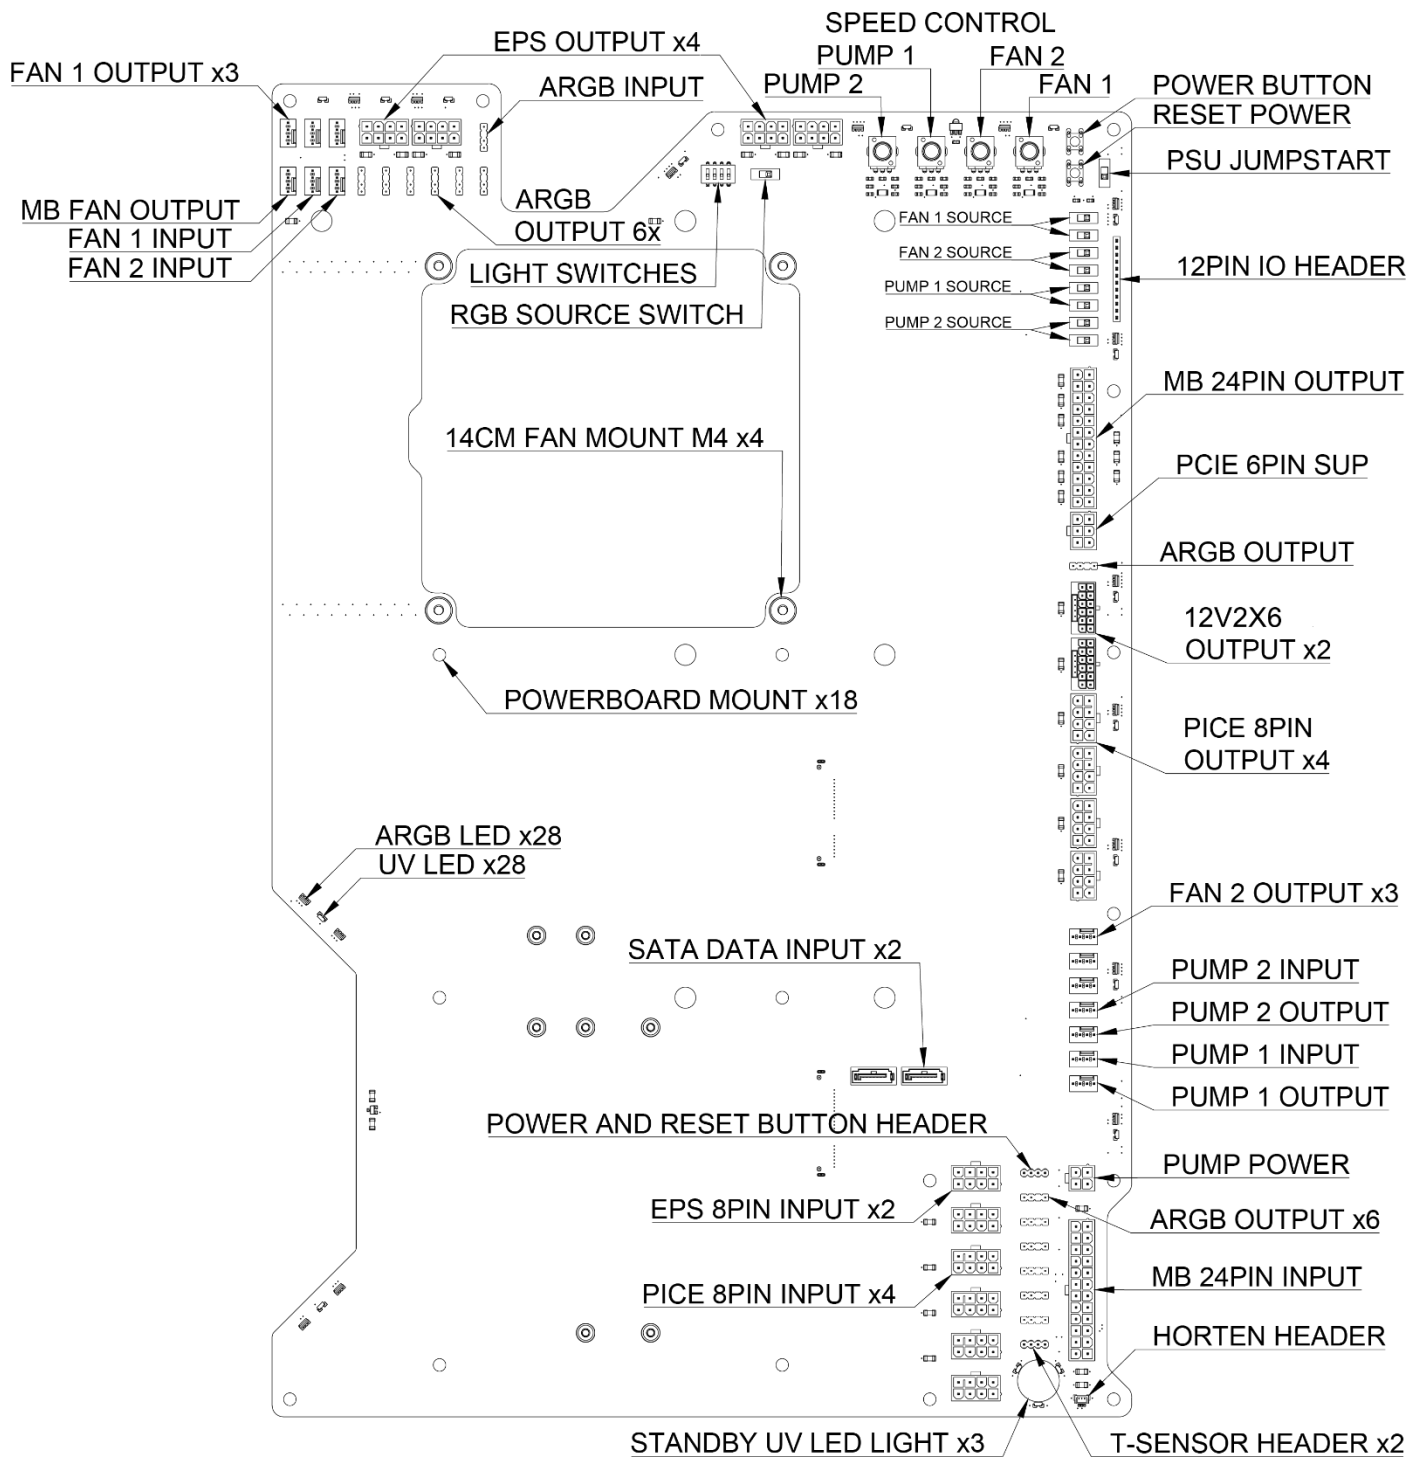 SPEED CONTROL
EPS OUTPUT x4
PUMP 1
FAN 2
FAN 1 OUTPUT x3
ARGB INPUT
PUMP 2
FAN 1
POWER BUTTON
RESET POWER
PSU JUMPSTART
MB FAN OUTPUT
ARGB
OUTPUT 6x
FAN 1 INPUT
FAN 2 INPUT
FAN 1 SOURCE
FAN 2 SOURCE
PUMP 1 SOURCE
PUMP 2 SOURCE
LIGHT SWITCHES
12PIN IO HEADER
RGB SOURCE SWITCH
MB 24PIN OUTPUT
14CM FAN MOUNT M4 x4
PCIE 6PIN SUP
ARGB OUTPUT
12V2X6
OUTPUT x2
POWERBOARD MOUNT x18
PICE 8PIN
OUTPUT x4
ARGB LED x28
UV LED x28
FAN 2 OUTPUT x3
SATA DATA INPUT x2
PUMP 2 INPUT
PUMP 2 OUTPUT
PUMP 1 INPUT
PUMP 1 OUTPUT
POWER AND RESET BUTTON HEADER
PUMP POWER
EPS 8PIN INPUT x2
ARGB OUTPUT x6
PICE 8PIN INPUT x4
MB 24PIN INPUT
HORTEN HEADER
STANDBY UV LED LIGHT x3
T-SENSOR HEADER x2